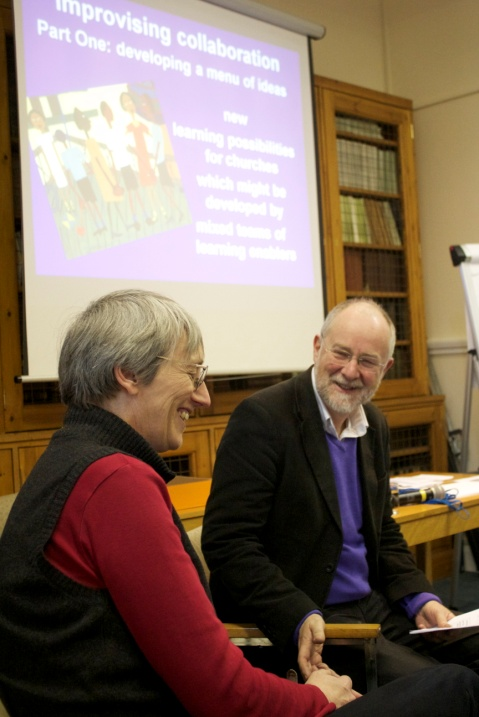 Improvising collaboration
Part One: developing a menu of ideas
new
learning possibilities
for churches
which might be
developed by
mixed teams of
learning enablers